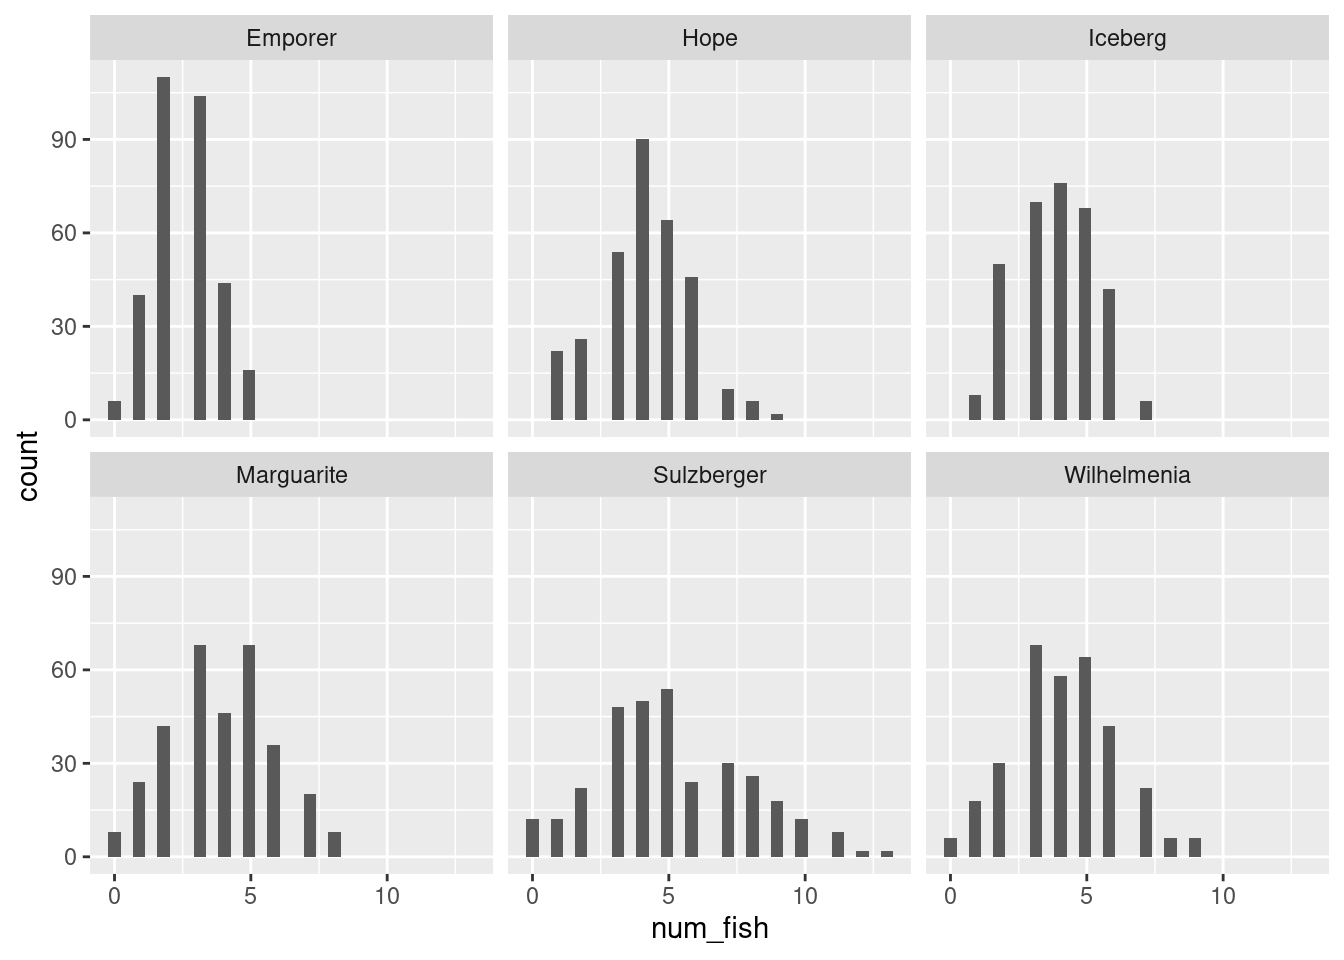 Emporer Hope Iceberg
90
60
30
0
count
Marguarite Sulzberger Wilhelmenia
90
60
30
0
0 5 10 0 5 10 0 5 10
num_fish